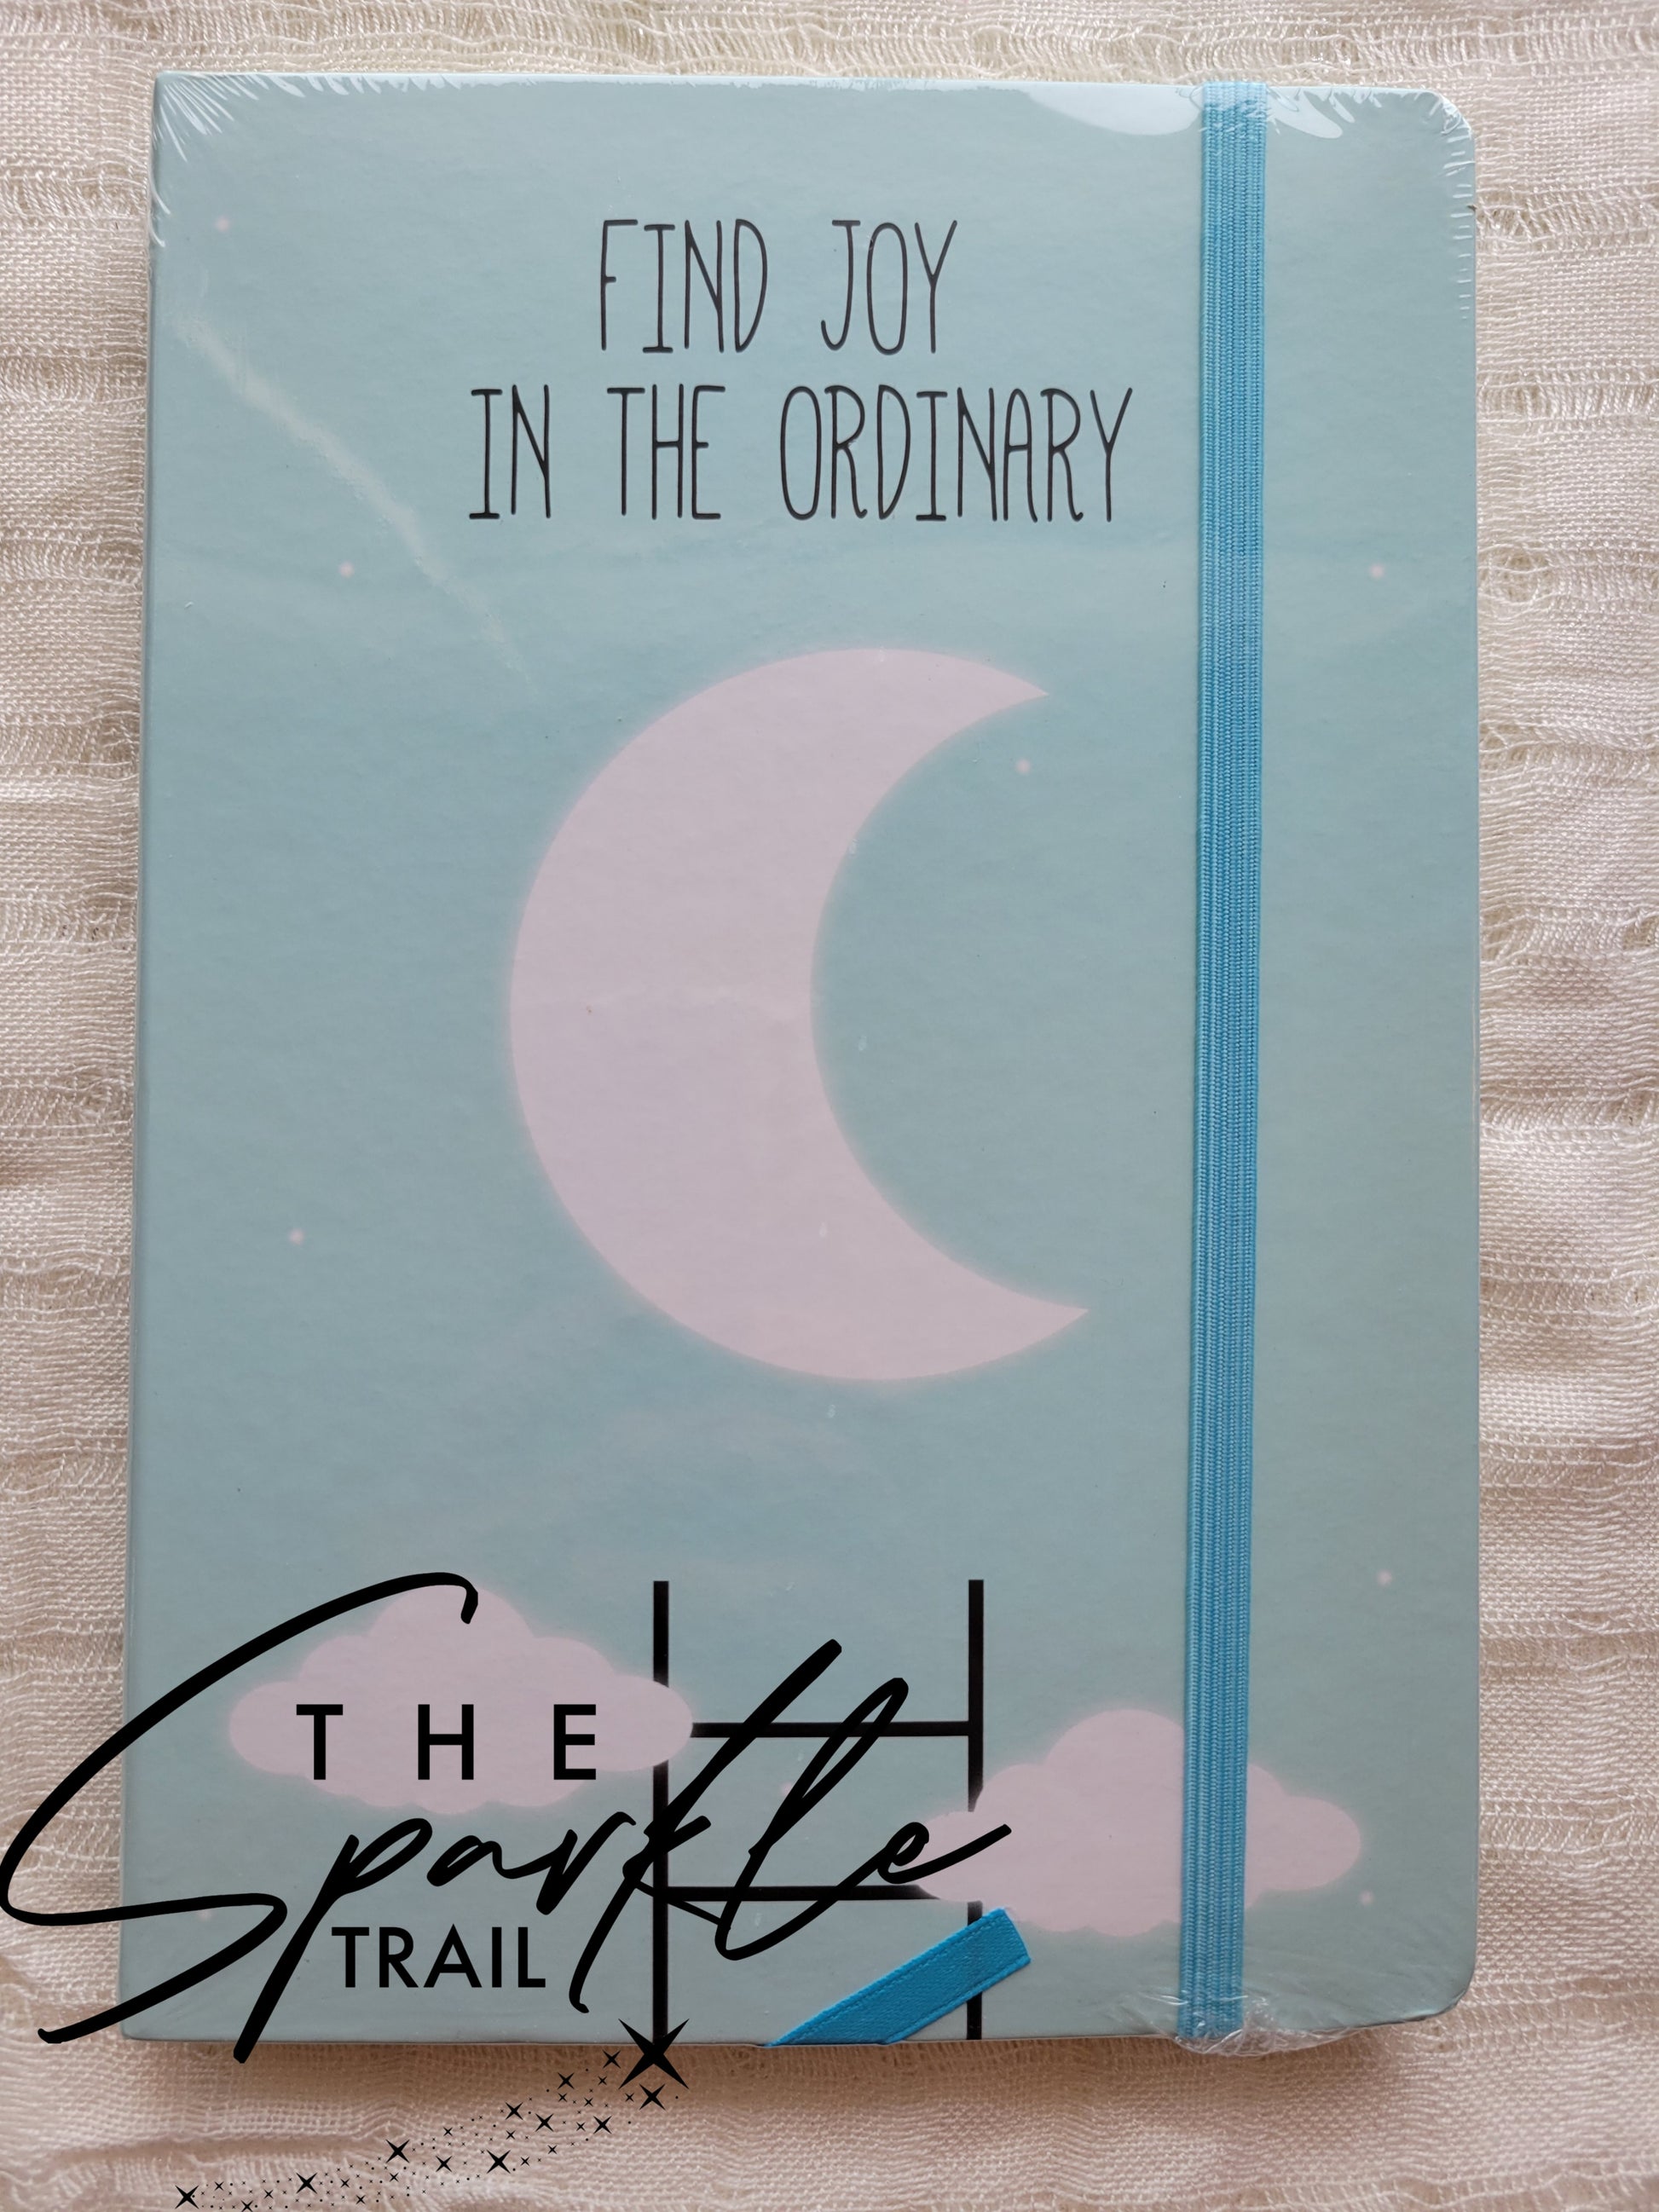 FIND JOY
IN THE ORDINARY
THE
Sparkle
TRAIL